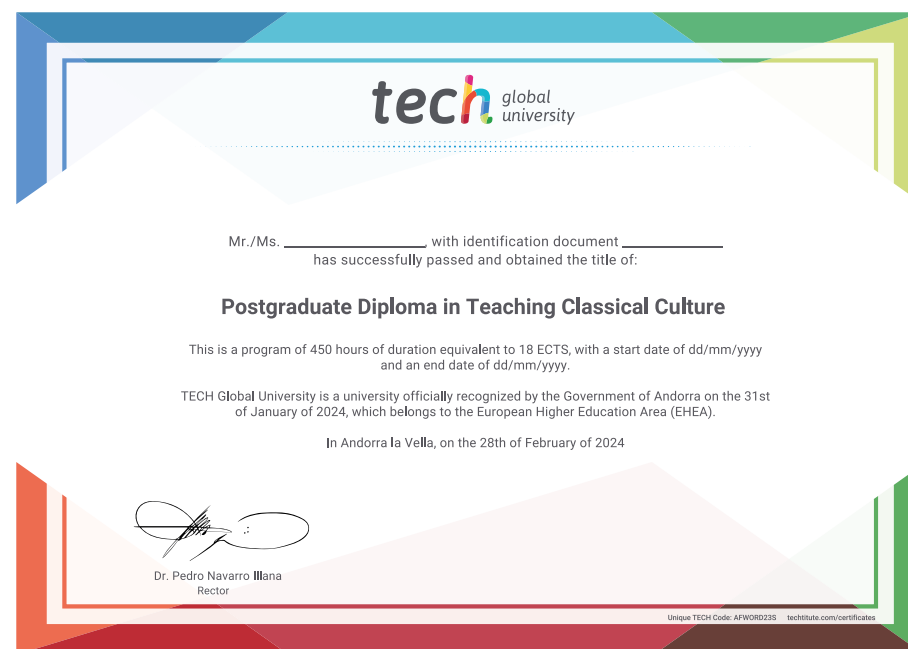 tech global
university
Mr./Ms. ____________, with identification document ____________
has successfully passed and obtained the title of:
Postgraduate Diploma in Teaching Classical Culture
This is a program of 450 hours of duration equivalent to 18 ECTS, with a start date of dd/mm/yyyy
and an end date of dd/mm/yyyy.
TECH Global University is a university officially recognized by the Government of Andorra on the 31st
of January of 2024, which belongs to the European Higher Education Area (EHEA).
In Andorra la Vella, on the 28th of February of 2024
Dr. Pedro Navarro Illana
Rector
Unique TECH Code: AFWORD23S techtitute.com/certificates